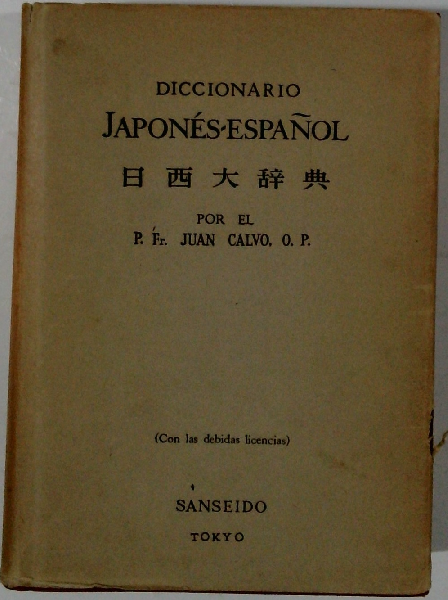 DICCIONARIO
JAPONÉS-ESPAÑOL
日西大辞典
POR EL
P. Fr. JUAN CALVO, O. P.
(Con las debidas licencias)
SANSEIDO
TOKYO